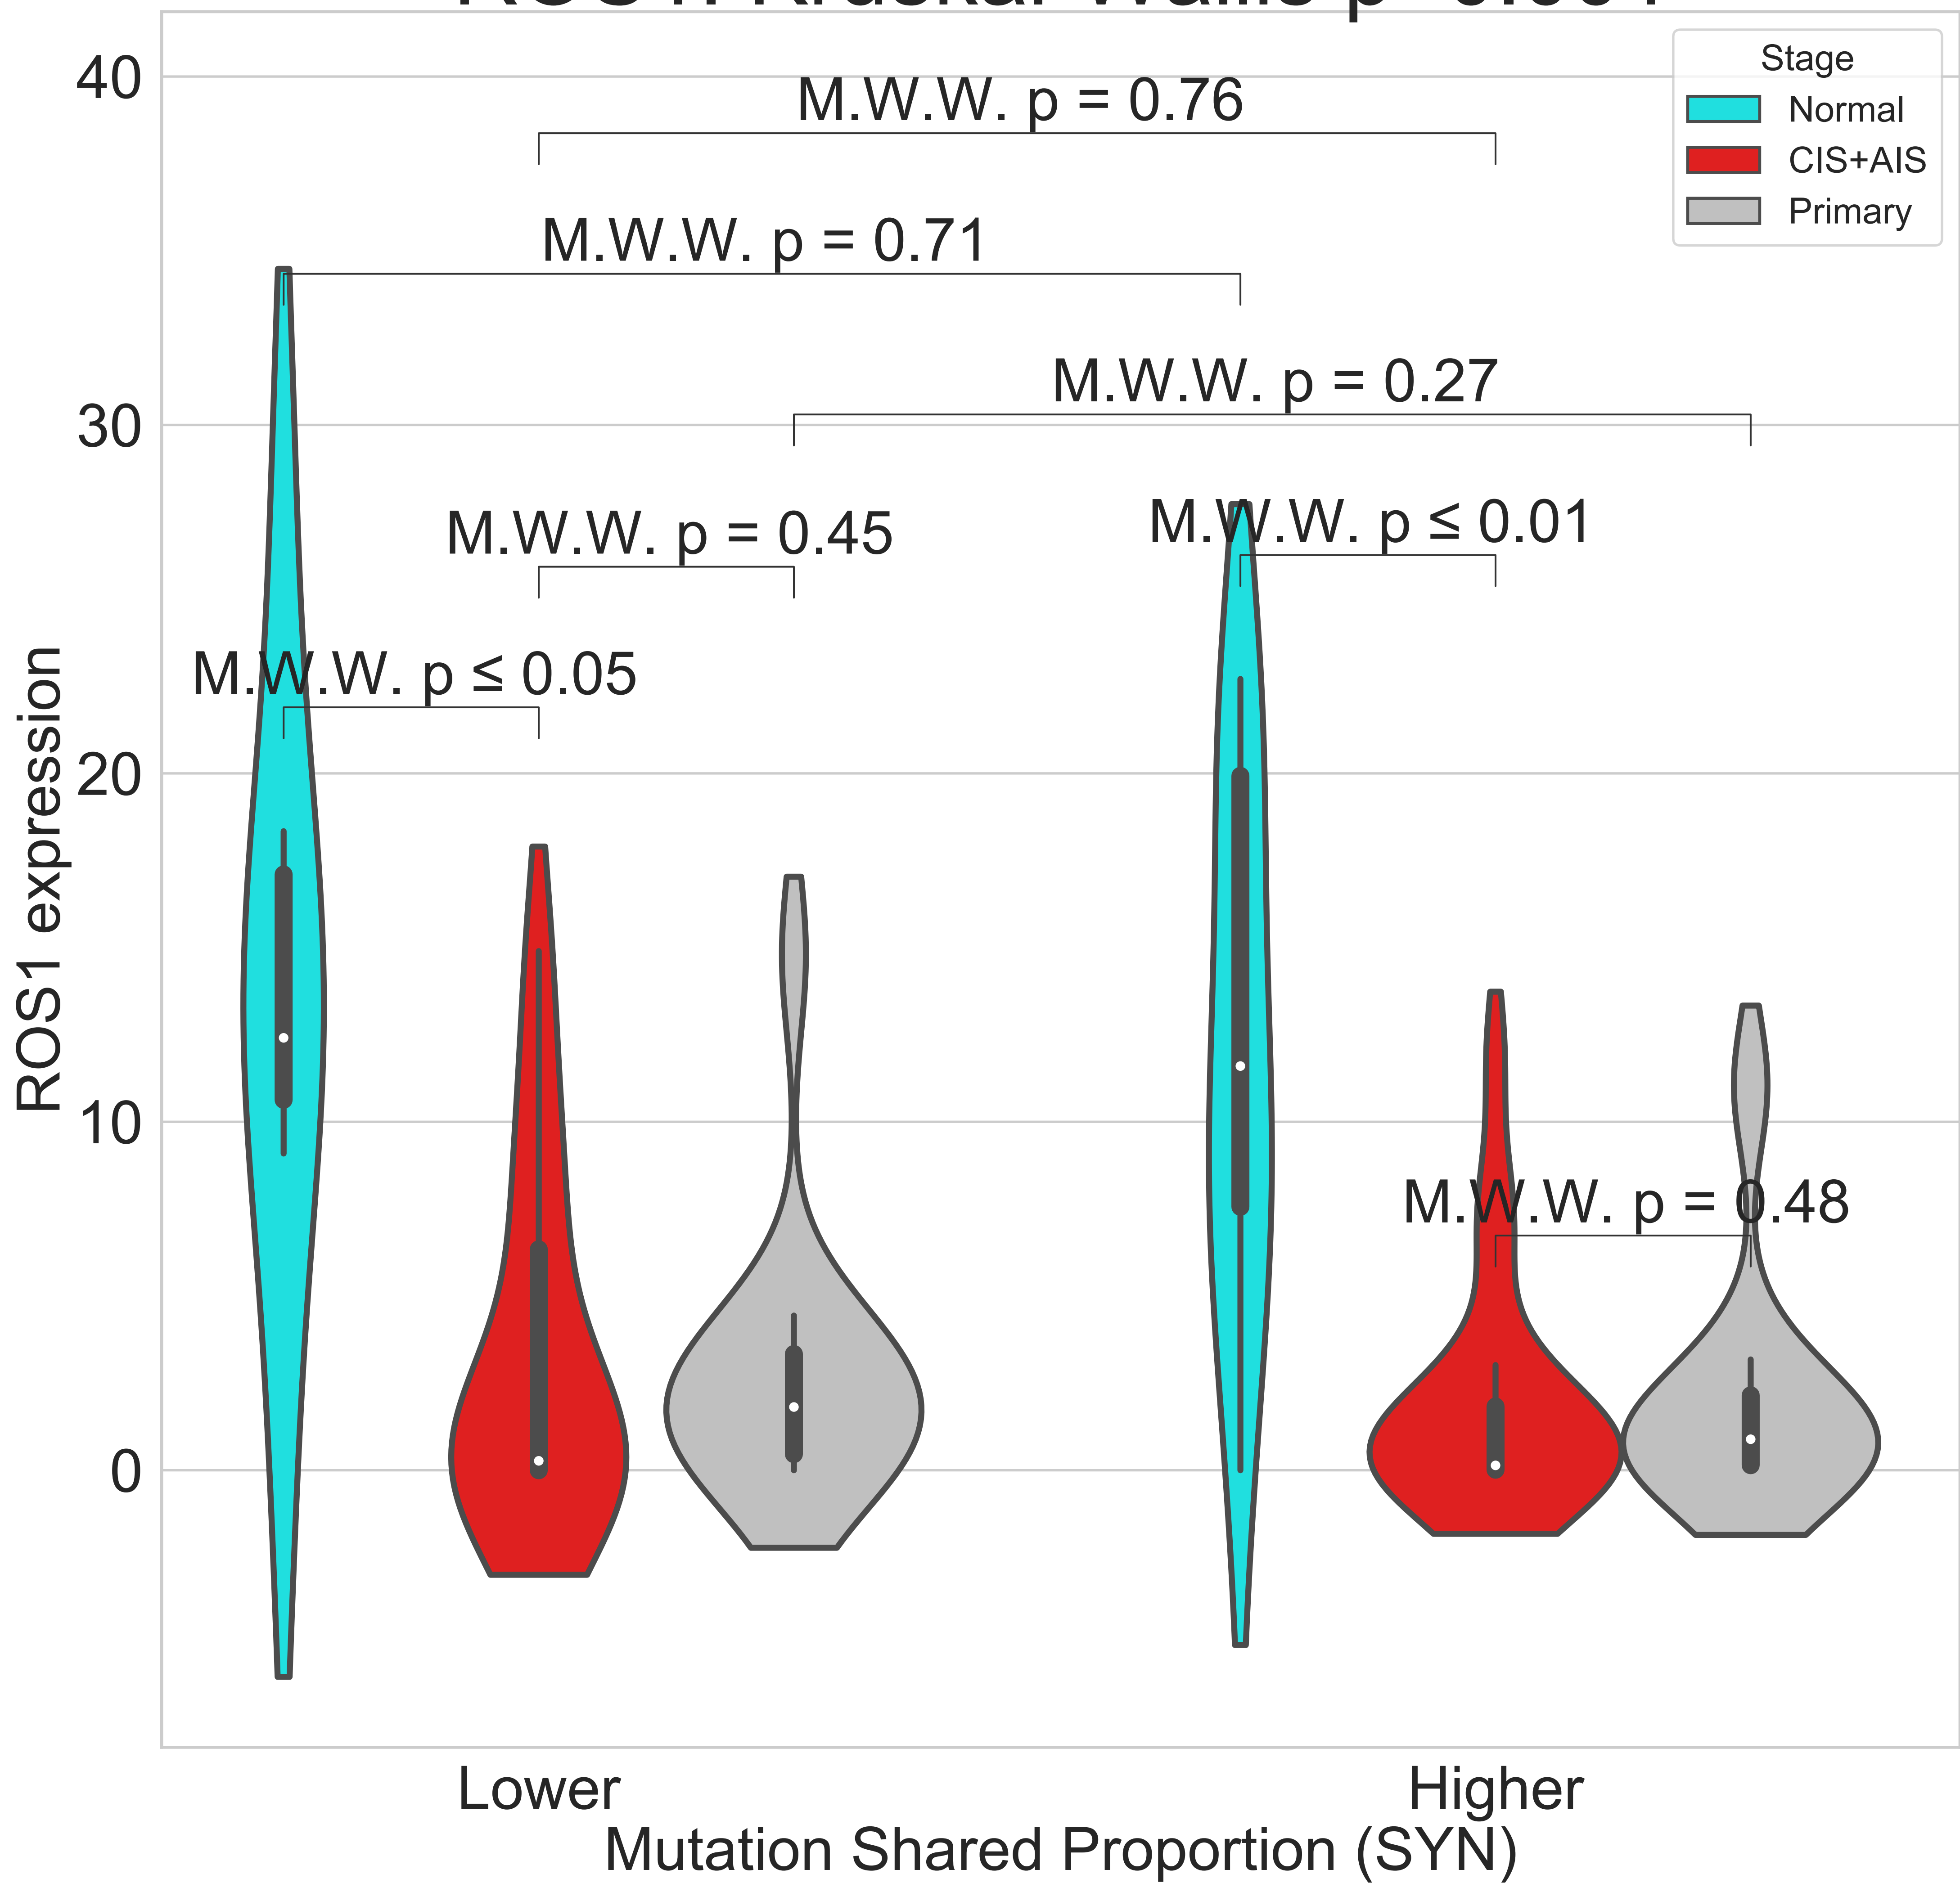 40
30
20
10
0
ROS1 expression
M.W.W. p = 0.76
M.W.W. p = 0.71
M.W.W. p = 0.27
M.W.W. p = 0.45
M.W.W. p ≤ 0.01
M.W.W. p ≤ 0.05
M.W.W. p = 0.48
Stage
Normal
CIS+AIS
Primary
Lower
Higher
Mutation Shared Proportion (SYN)